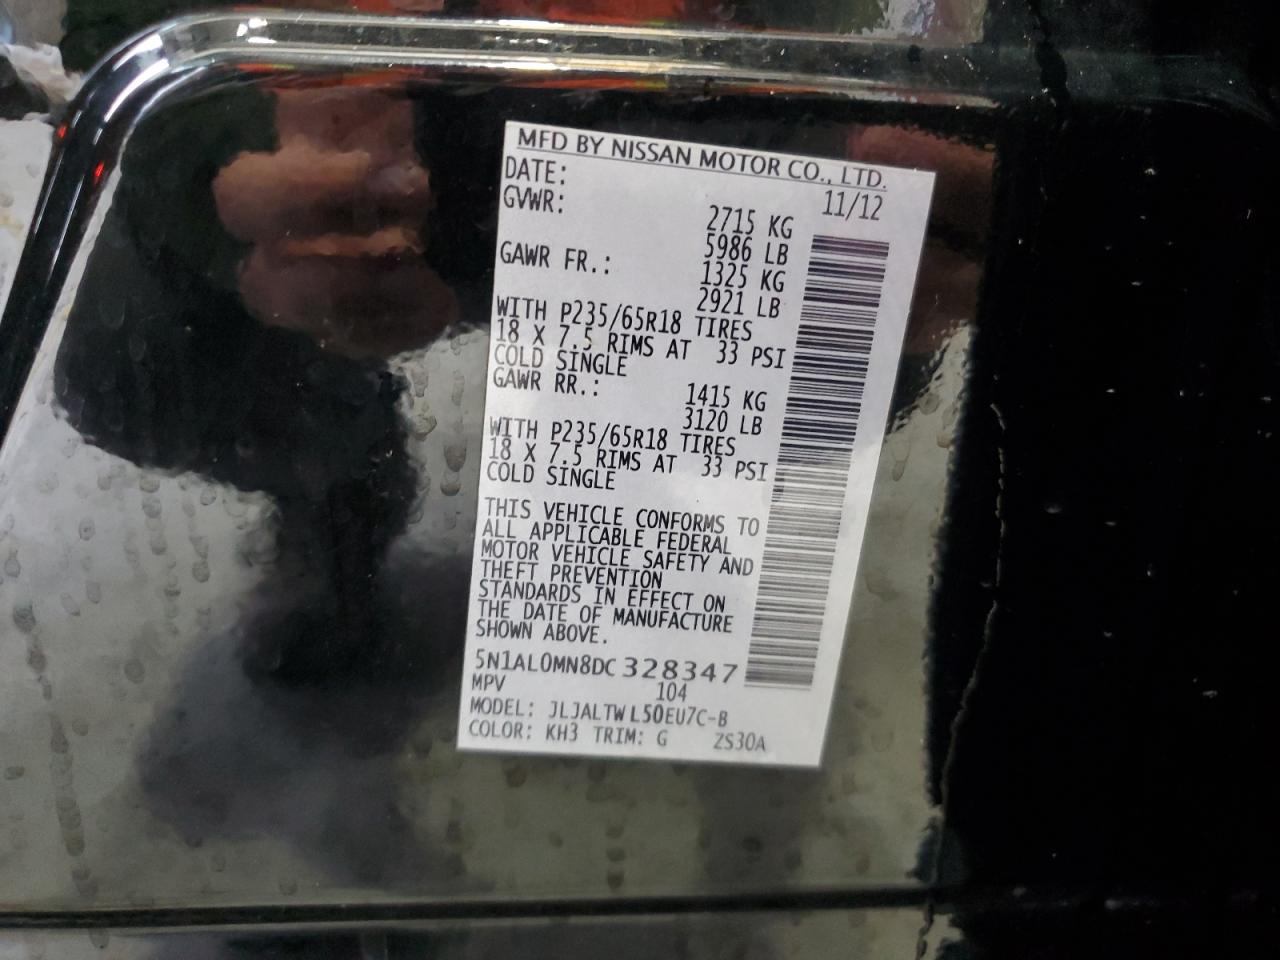 MFD BY NISSAN MOTOR CO., LTD.
DATE: 11/12
GVWR: 2715 KG
5986 LB
GAWR FR.: 1325 KG
2921 LB
WITH P235/65R18 TIRES
18 X 7.5 RIMS AT 33 PSI
COLD SINGLE
GAWR RR.: 1415 KG
3120 LB
WITH P235/65R18 TIRES
18 X 7.5 RIMS AT 33 PSI
COLD SINGLE
THIS VEHICLE CONFORMS TO
ALL APPLICABLE FEDERAL
MOTOR VEHICLE SAFETY AND
THEFT PREVENTION
STANDARDS IN EFFECT ON
THE DATE OF MANUFACTURE
SHOWN ABOVE.
5N1AL0MN8DC328347
MPV 104
MODEL: JLJALTWL50EU7C-B
COLOR: KH3 TRIM: G ZS30A